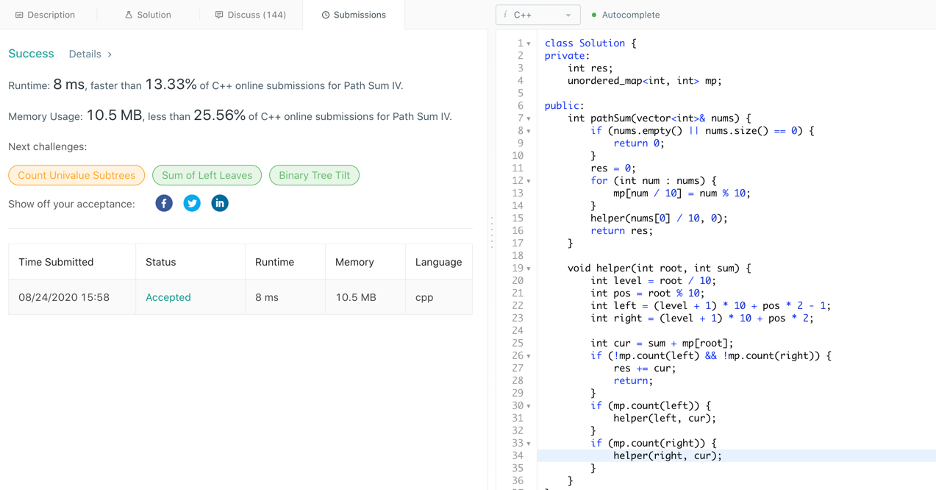 Description Solution Discuss (144) Submissions
Success Details >
Runtime: 8 ms, faster than 13.33% of C++ online submissions for Path Sum IV.
Memory Usage: 10.5 MB, less than 25.56% of C++ online submissions for Path Sum IV.
Next challenges:
Count Univalue Subtrees Sum of Left Leaves Binary Tree Tilt
Show off your acceptance:
Time Submitted Status Runtime Memory Language
08/24/2020 15:58 Accepted 8 ms 10.5 MB cpp
i C++ Autocomplete
1 class Solution {
2 private:
3     int res;
4     unordered_map<int, int> mp;
5
6 public:
7     int pathSum(vector<int>& nums) {
8         if (nums.empty() || nums.size() == 0) {
9             return 0;
10         }
11         res = 0;
12         for (int num : nums) {
13             mp[num / 10] = num % 10;
14         }
15         helper(nums[0] / 10, 0);
16         return res;
17     }
18
19     void helper(int root, int sum) {
20         int level = root / 10;
21         int pos = root % 10;
22         int left = (level + 1) * 10 + pos * 2 - 1;
23         int right = (level + 1) * 10 + pos * 2;
24
25         int cur = sum + mp[root];
26         if (!mp.count(left) && !mp.count(right)) {
27             res += cur;
28             return;
29         }
30         if (mp.count(left)) {
31             helper(left, cur);
32         }
33         if (mp.count(right)) {
34             helper(right, cur);
35         }
36     }